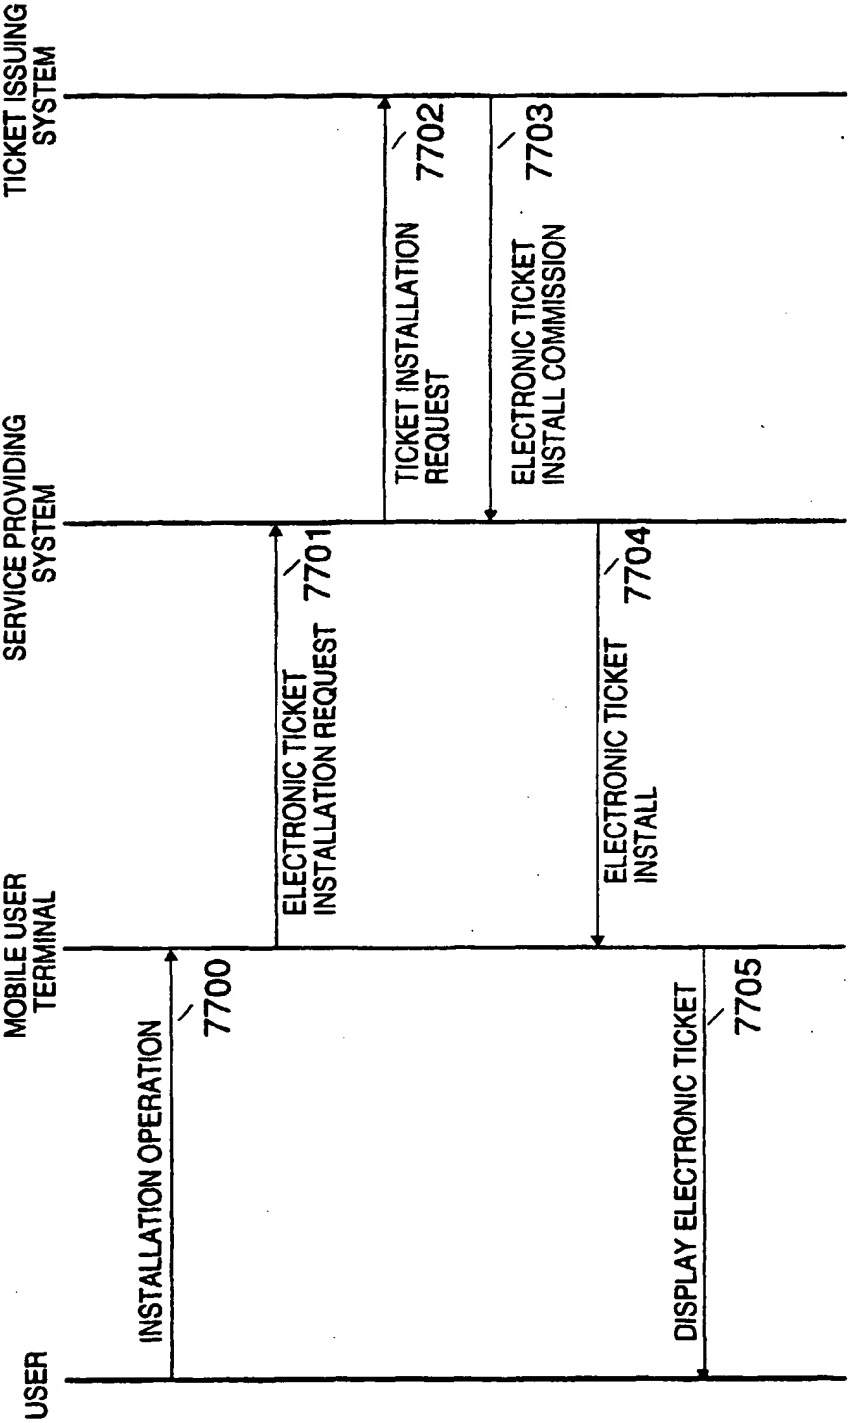 USER
MOBILE USER
TERMINAL
SERVICE PROVIDING
SYSTEM
TICKET ISSUING
SYSTEM
INSTALLATION OPERATION
7700
ELECTRONIC TICKET
INSTALLATION REQUEST
7701
TICKET INSTALLATION
REQUEST
7702
ELECTRONIC TICKET
INSTALL COMMISSION
7703
ELECTRONIC TICKET
INSTALL
7704
DISPLAY ELECTRONIC TICKET
7705